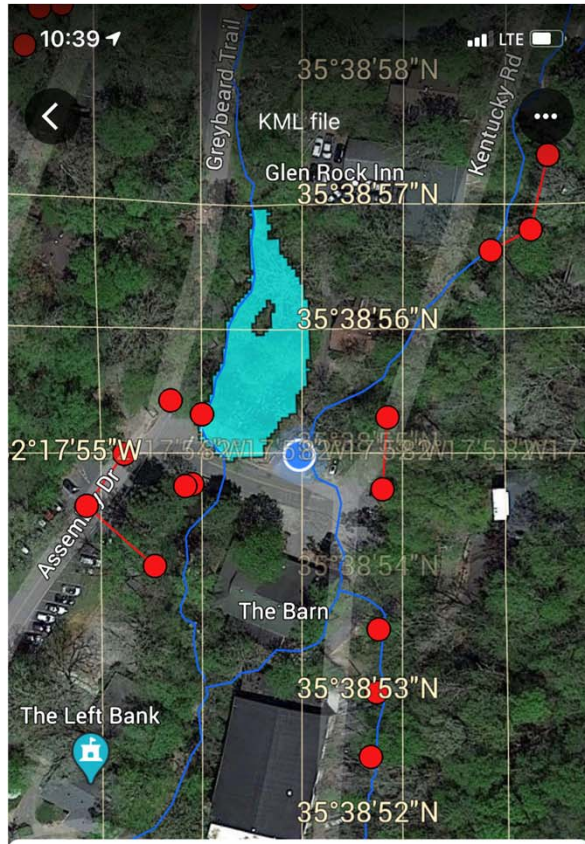 10:39
LTE
35°38'58"N
Greybeard Trail
Kentucky Rd
KML file
Glen Rock Inn
35°38'57"N
35°38'56"N
2°17'55"W
Assembly Dr
35°38'54"N
The Barn
35°38'53"N
The Left Bank
35°38'52"N